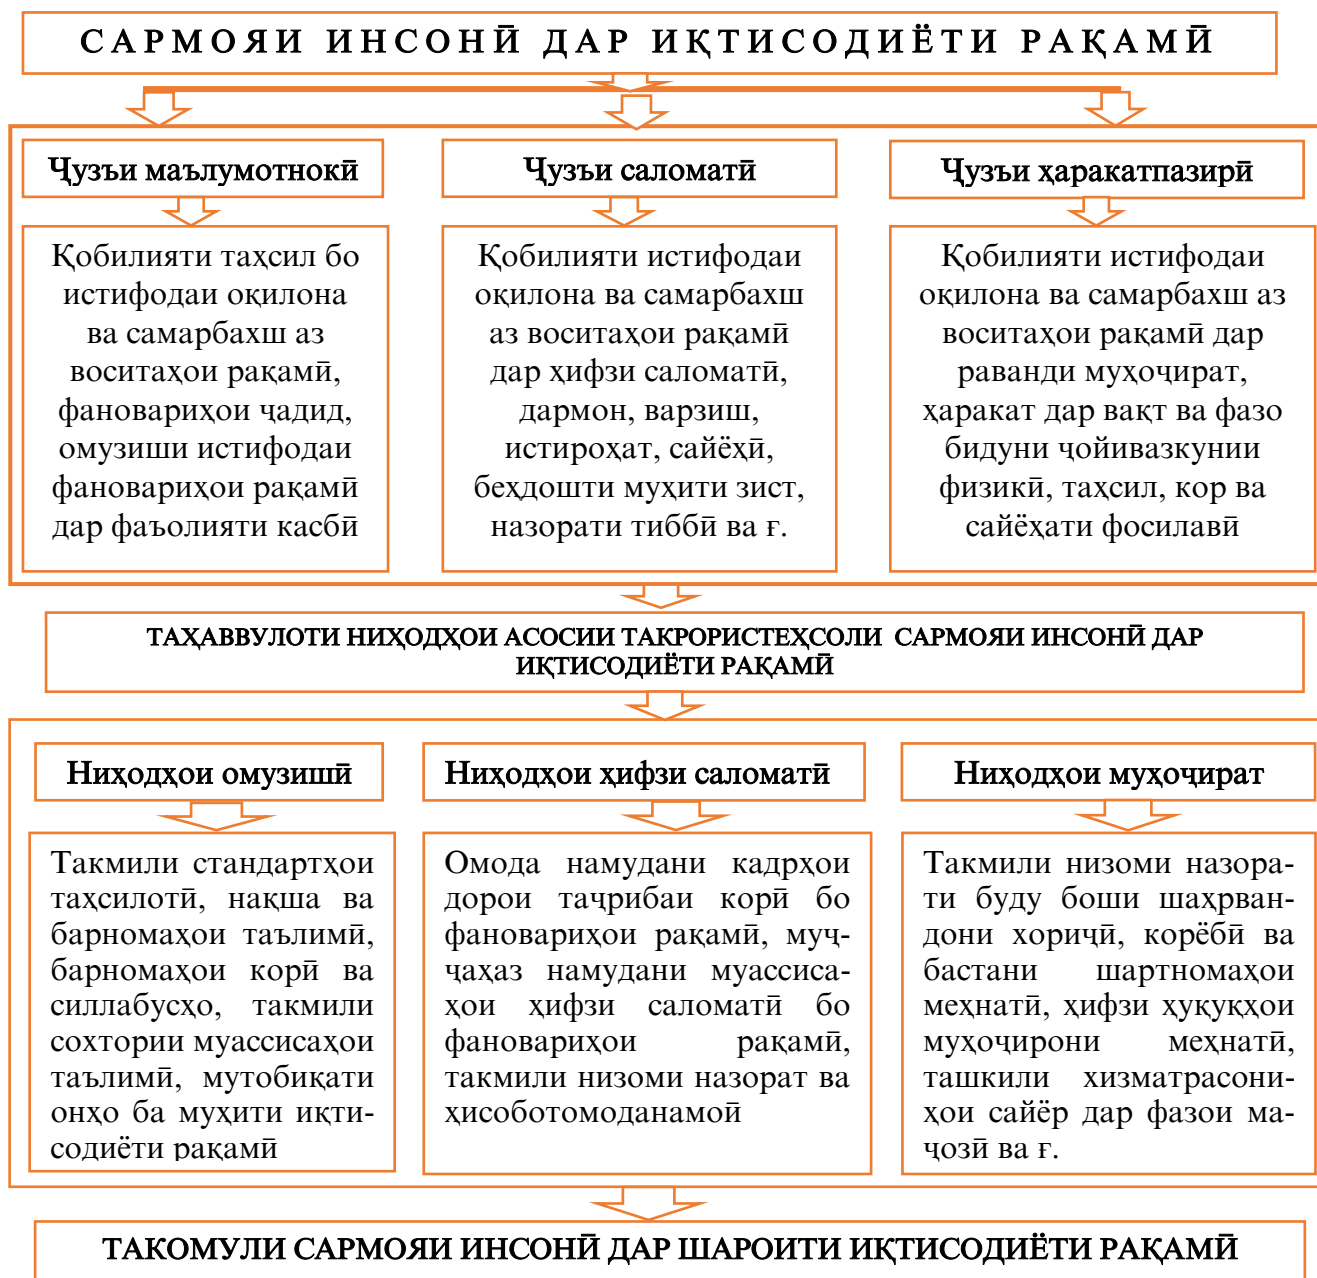 САРМОЯИ ИНСОНӢ ДАР ИҚТИСОДИЁТИ РАҚАМӢ
Ҷузъи маълумотнокӣ
Қобилияти таҳсил бо
истифодаи оқилона
ва самарбахш аз
воситаҳои рақамӣ,
фановариҳои ҷадид,
омузиши истифодаи
фановариҳои рақамӣ
дар фаъолияти касбӣ
Ҷузъи саломатӣ
Қобилияти истифодаи
оқилона ва самарбахш
аз воситаҳои рақамӣ
дар ҳифзи саломатӣ,
дармон, варзиш,
истироҳат, сайёҳӣ,
беҳдошти муҳити зист,
назорати тиббӣ ва ғ.
Ҷузъи ҳаракатпазирӣ
Қобилияти истифодаи
оқилона ва самарбахш аз
воситаҳои рақамӣ дар
раванди муҳоҷират,
ҳаракат дар вақт ва фазо
бидуни ҷойивазкунии
физикӣ, таҳсил, кор ва
сайёҳати фосилавӣ
ТАҲАВВУЛОТИ НИҲОДҲОИ АСОСИИ ТАКРОРИСТЕҲСОЛИ САРМОЯИ ИНСОНӢ ДАР
ИҚТИСОДИЁТИ РАҚАМӢ
Ниҳодҳои омузишӣ
Такмили стандартҳои
таҳсилотӣ, нақша ва
барномаҳои таълимӣ,
барномаҳои корӣ ва
силлабусҳо, такмили
сохтории муассисаҳои
таълимӣ, мутобиқати
онҳо ба муҳити иқти-
содиёти рақамӣ
Ниҳодҳои ҳифзи саломатӣ
Омода намудани кадрҳои
дорои таҷрибаи корӣ бо
фановариҳои рақамӣ, муҷ-
ҷаҳаз намудани муассиса-
ҳои ҳифзи саломатӣ бо
фановариҳои рақамӣ,
такмили низоми назорат ва
ҳисоботоманамоӣ
Ниҳодҳои муҳоҷират
Такмили низоми назора-
ти буду боши шаҳрван-
дони хориҷӣ, корёбӣ ва
бастани шартномаҳои
меҳнатӣ, ҳифзи ҳуқуқҳои
муҳоҷирони меҳнатӣ,
ташкили хизматрасони-
ҳои сайёр дар фазои ма-
ҷозӣ ва ғ.
ТАКОМУЛИ САРМОЯИ ИНСОНӢ ДАР ШАРОИТИ ИҚТИСОДИЁТИ РАҚАМӢ